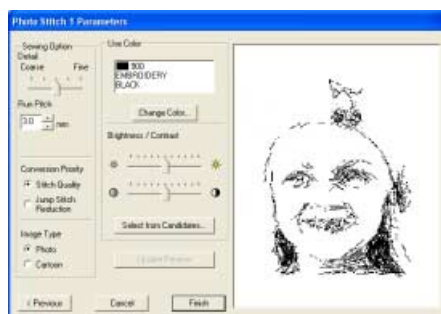 Photo Stitch 1 Parameters
Sewing Option
Detail
Coarse Fine
Run Pitch
3.0 mm
Conversion Priority
Stitch Quality
Jump Stitch
Reduction
Image Type
Photo
Cartoon
Use Color
900
EMBROIDERY
BLACK
Change Color...
Brightness / Contrast
Select from Candidates...
Update Preview
< Previous
Cancel
Finish